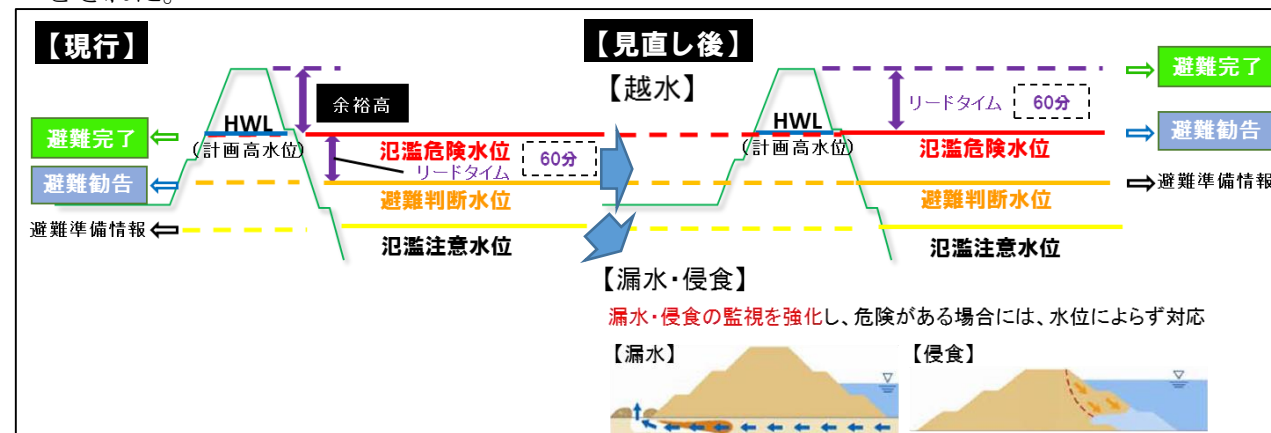 とされた。
【現行】
余裕高
HWL
(計画高水位)
避難完了
氾濫危険水位
60分
リードタイム
避難勧告
避難判断水位
避難準備情報
氾濫注意水位
【見直し後】
【越水】
リードタイム 60分
避難完了
HWL
(計画高水位)
避難勧告
氾濫危険水位
避難準備情報
避難判断水位
氾濫注意水位
【漏水・侵食】
漏水・侵食の監視を強化し、危険がある場合には、水位によらず対応
【漏水】
【侵食】